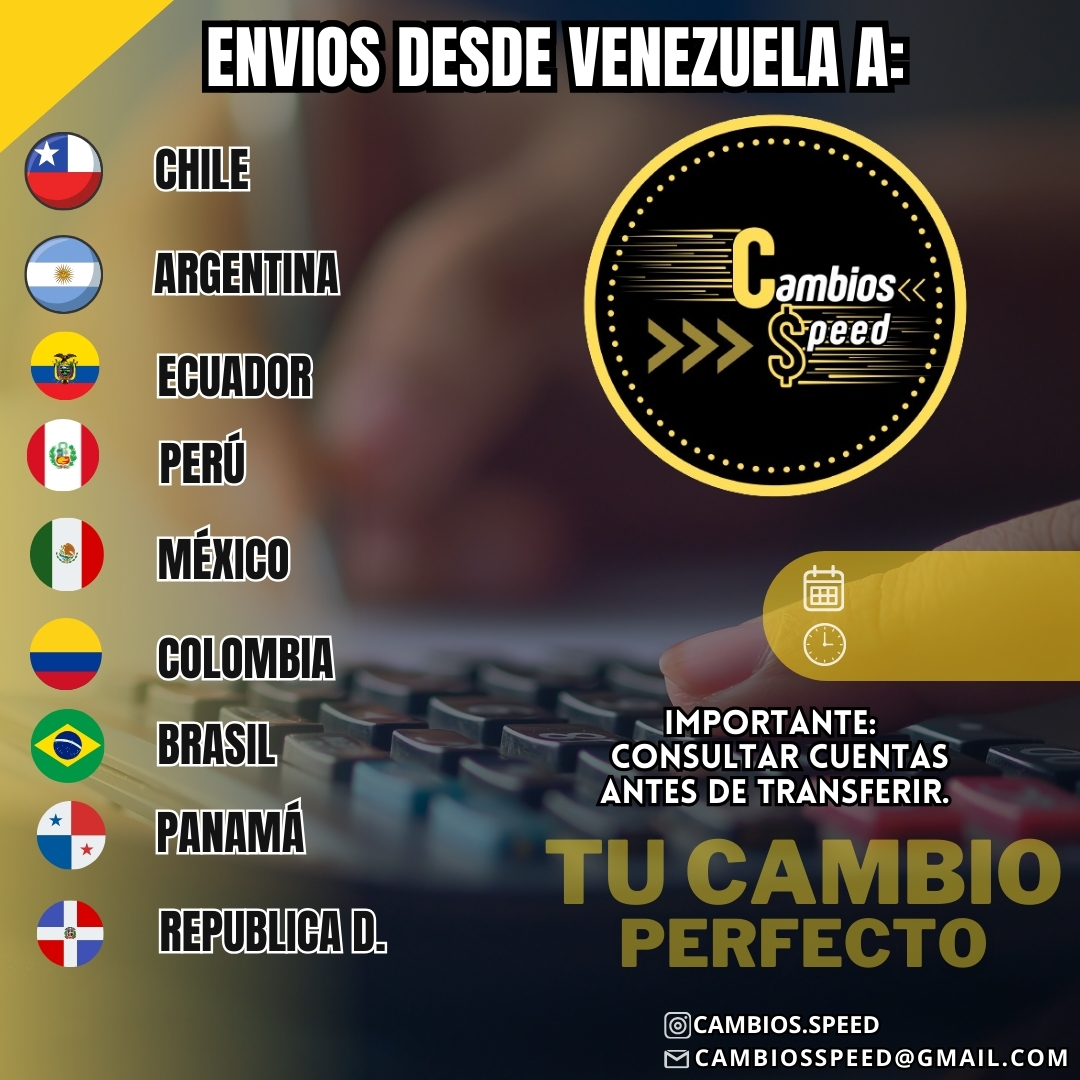 ENVIOS DESDE VENEZUELA A:
CHILE
ARGENTINA
ECUADOR
PERÚ
MÉXICO
COLOMBIA
BRASIL
PANAMÁ
REPUBLICA D.
Cambios
$peed
IMPORTANTE:
CONSULTAR CUENTAS
ANTES DE TRANSFERIR.
TU CAMBIO
PERFECTO
CAMBIOS.SPEED
CAMBIOSSPEED@GMAIL.COM